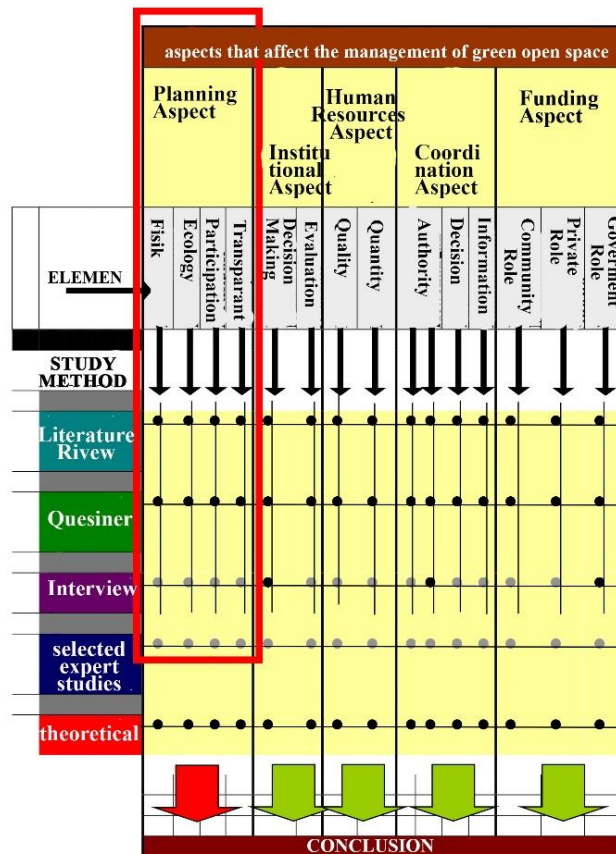 aspects that affect the management of green open space
Planning
Aspect
Institu
tional
Aspect
Human
Resources
Aspect
Coordi
nation
Aspect
Funding
Aspect
ELEMEN
Fisik
Ecology
Participation
Transparant
Decision
Making
Evaluation
Quality
Quantity
Authority
Decision
Information
Community
Role
Private
Role
Goverment
Role
STUDY
METHOD
Literature
Rivew
Quesiner
Interview
selected
expert
studies
theoretical
CONCLUSION